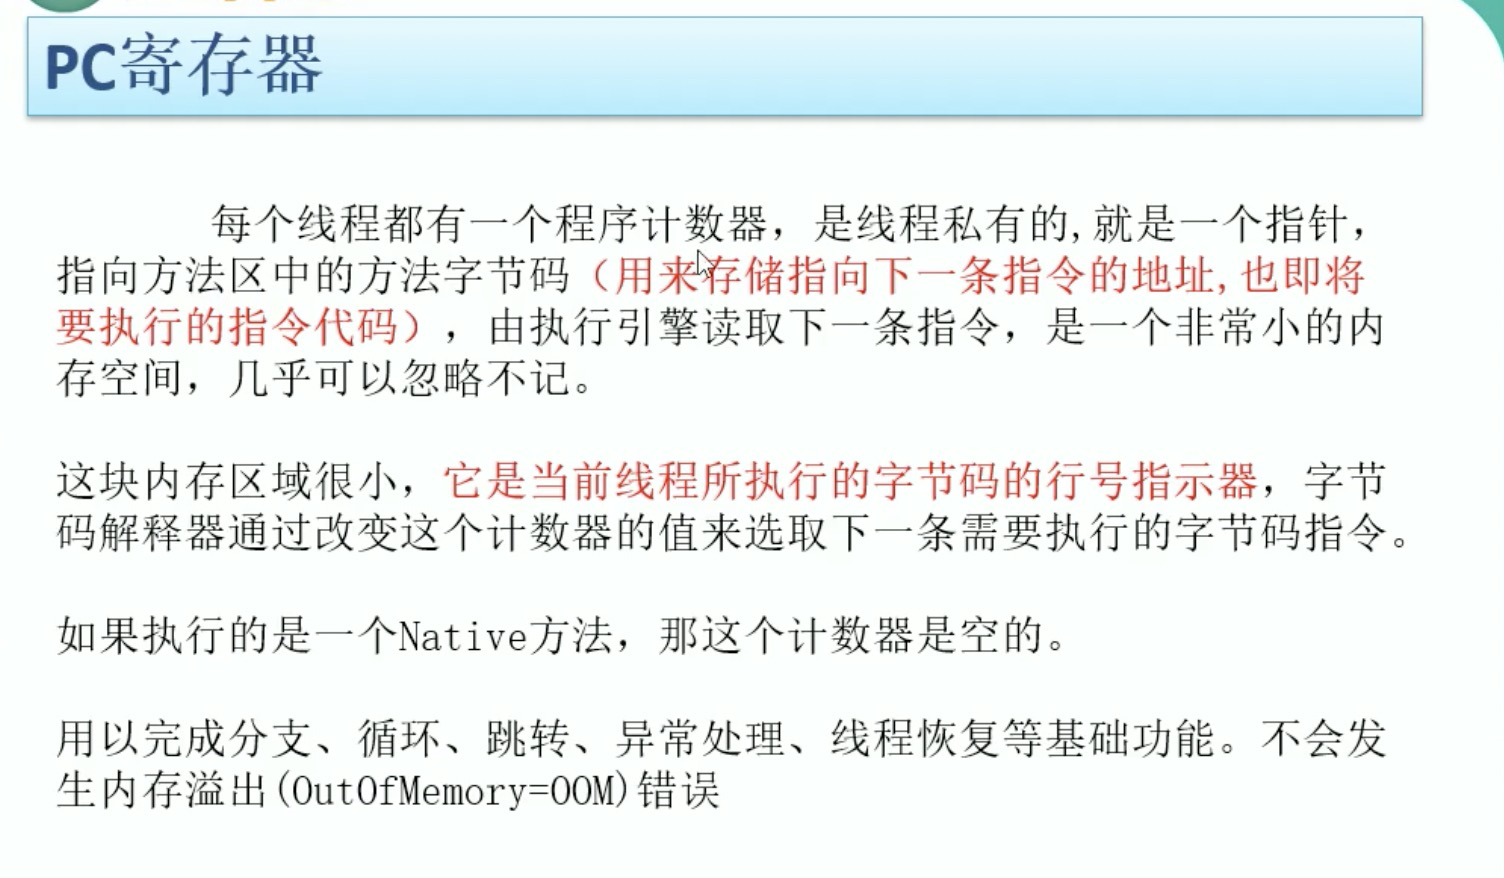 PC寄存器
每个线程都有一个程序计数器，是线程私有的,就是一个指针，
指向方法区中的方法字节码（用来存储指向下一条指令的地址,也即将
要执行的指令代码），由执行引擎读取下一条指令，是一个非常小的内
存空间，几乎可以忽略不记。
这块内存区域很小，它是当前线程所执行的字节码的行号指示器，字节
码解释器通过改变这个计数器的值来选取下一条需要执行的字节码指令。
如果执行的是一个Native方法，那这个计数器是空的。
用以完成分支、循环、跳转、异常处理、线程恢复等基础功能。不会发
生内存溢出(OutOfMemory=OOM)错误